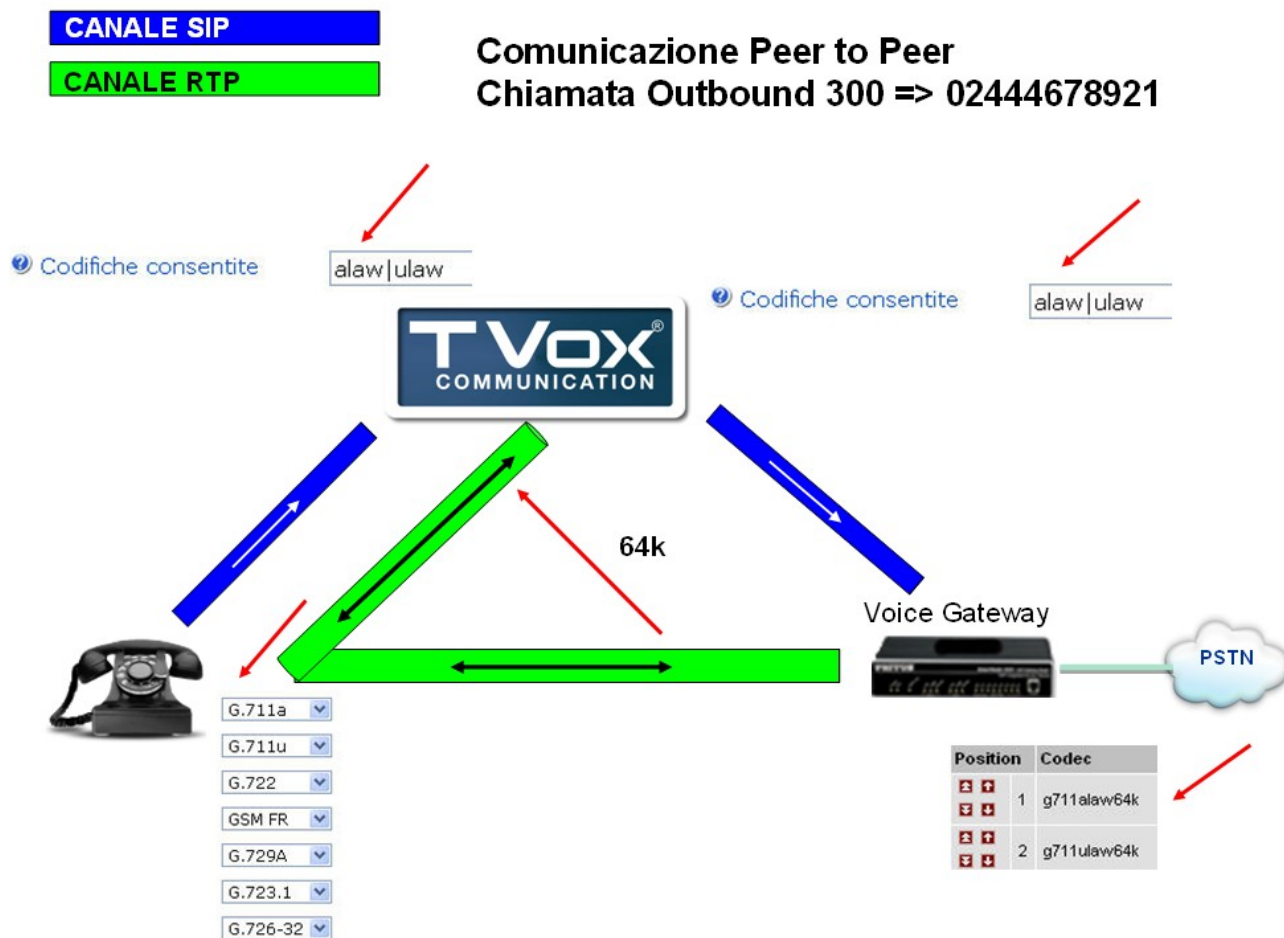 CANALE SIP
CANALE RTP
Comunicazione Peer to Peer
Chiamata Outbound 300 => 02444678921
Codifiche consentite
alaw|ulaw
Codifiche consentite
alaw|ulaw
T VOX®
COMMUNICATION
64k
Voice Gateway
PSTN
G.711a
G.711u
G.722
GSM FR
G.729A
G.723.1
G.726-32
Position Codec
1 g711alaw64k
2 g711ulaw64k